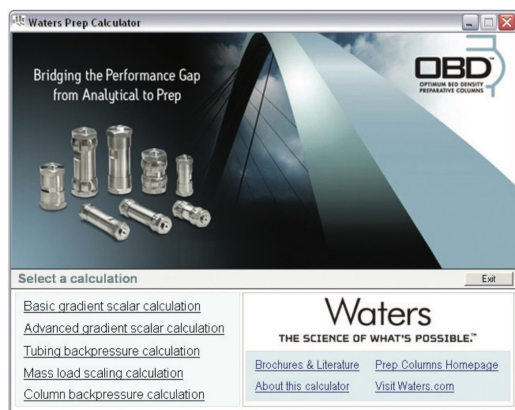 Waters Prep Calculator
Bridging the Performance Gap
from Analytical to Prep
OBD™
OPTIMUM BED DENSITY
PREPARATIVE COLUMNS
Select a calculation
Exit
Basic gradient scalar calculation
Advanced gradient scalar calculation
Tubing backpressure calculation
Mass load scaling calculation
Column backpressure calculation
Waters
THE SCIENCE OF WHAT'S POSSIBLE.™
Brochures & Literature
Prep Columns Homepage
About this calculator
Visit Waters.com